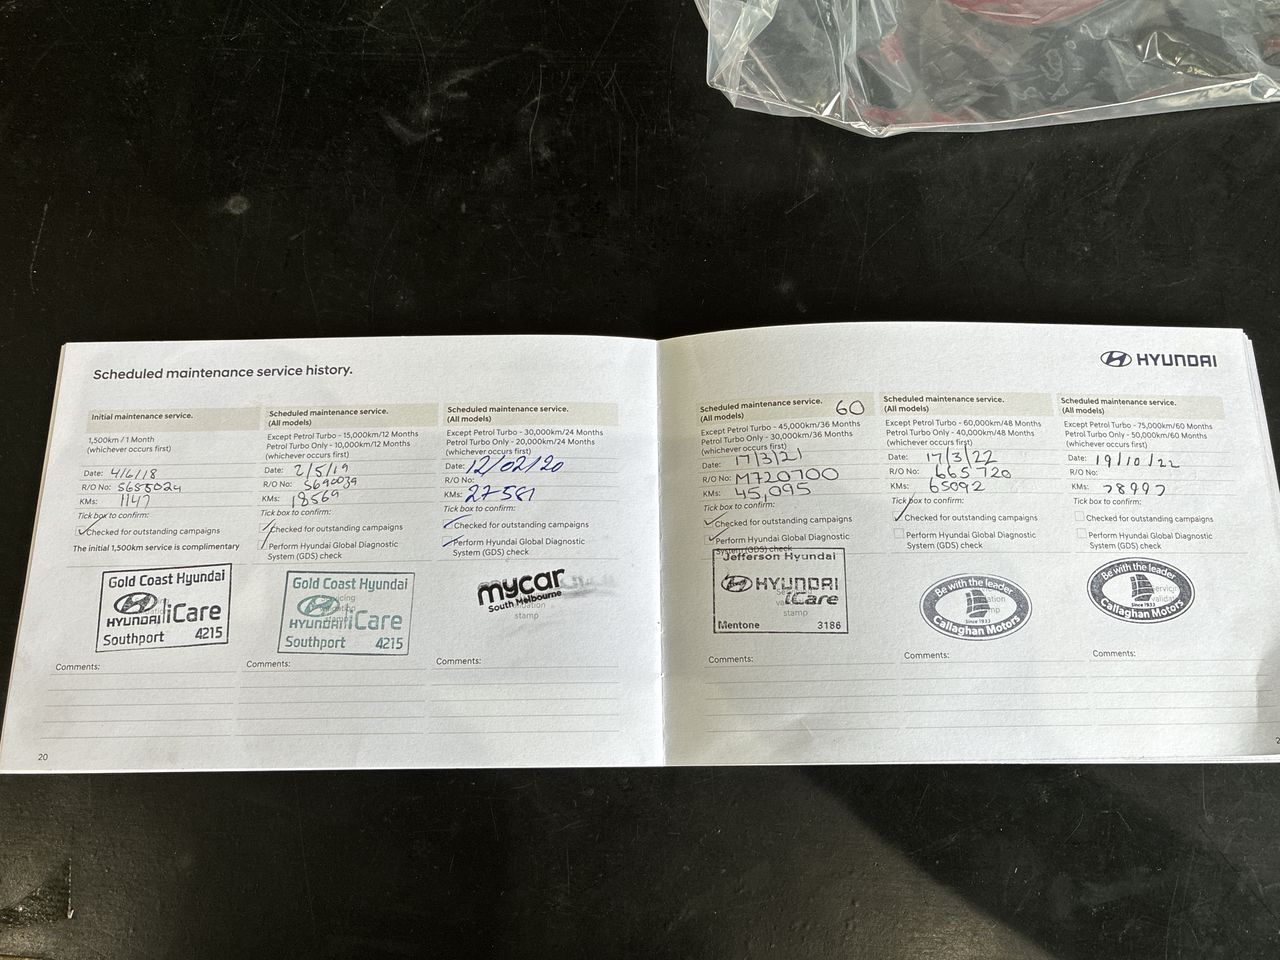 Scheduled maintenance service history.
Initial maintenance service.
1,500km / 1 Month
(whichever occurs first)
Date: 4/6/18
R/O No: 5655024
KMs: 1147
Tick box to confirm:
Checked for outstanding campaigns
The initial 1,500km service is complimentary
Gold Coast Hyundai
HYUNDAI iCare
Southport 4215
Comments:
20
Scheduled maintenance service.
(All models)
Except Petrol Turbo - 15,000km/12 Months
Petrol Turbo Only - 10,000km/12 Months
(whichever occurs first)
Date: 2/5/19
R/O No: 5690039
KMs: 18569
Tick box to confirm:
Checked for outstanding campaigns
Perform Hyundai Global Diagnostic
System (GDS) check
Gold Coast Hyundai
HYUNDAI iCare
Southport 4215
Comments:
Scheduled maintenance service.
(All models)
Except Petrol Turbo - 30,000km/24 Months
Petrol Turbo Only - 20,000km/24 Months
(whichever occurs first)
Date: 12/02/20
R/O No:
KMs: 27581
Tick box to confirm:
Checked for outstanding campaigns
Perform Hyundai Global Diagnostic
System (GDS) check
mycar
South Melbourne
stamp
Comments:
HYUNDAI
Scheduled maintenance service. 60
(All models)
Except Petrol Turbo - 45,000km/36 Months
Petrol Turbo Only - 30,000km/36 Months
(whichever occurs first)
Date: 17/3/21
R/O No: M720700
KMs: 45,095
Tick box to confirm:
Checked for outstanding campaigns
Perform Hyundai Global Diagnostic
System (GDS) check
Jefferson Hyundai
HYUNDAI
iCare
stamp
Mentone 3186
Comments:
Scheduled maintenance service.
(All models)
Except Petrol Turbo - 60,000km/48 Months
Petrol Turbo Only - 40,000km/48 Months
(whichever occurs first)
Date: 17/3/22
R/O No: 665720
KMs: 65092
Tick box to confirm:
Checked for outstanding campaigns
Perform Hyundai Global Diagnostic
System (GDS) check
Be with the leader
Since 1933
Callaghan Motors
Comments:
Scheduled maintenance service.
(All models)
Except Petrol Turbo - 75,000km/60 Months
Petrol Turbo Only - 50,000km/60 Months
(whichever occurs first)
Date: 19/10/22
R/O No:
KMs: 78997
Tick box to confirm:
Checked for outstanding campaigns
Perform Hyundai Global Diagnostic
System (GDS) check
Be with the leader
Since 1933
Callaghan Motors
Comments: